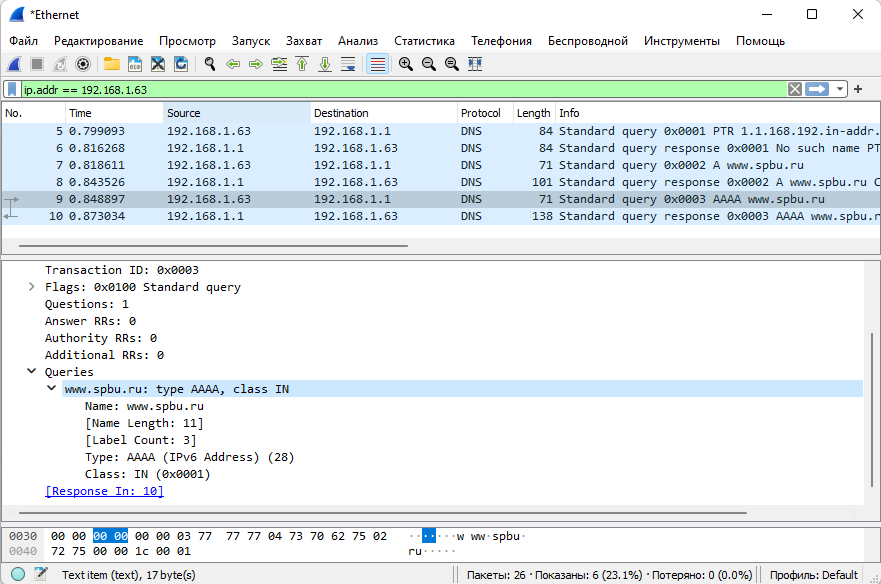 *Ethernet
Файл Редактирование Просмотр Запуск Захват Анализ Статистика Телефония Беспроводной Инструменты Помощь
ip.addr == 192.168.1.63
No. Time Source Destination Protocol Length Info
5 0.799093 192.168.1.63 192.168.1.1 DNS 84 Standard query 0x0001 PTR 1.1.168.192.in-addr.
6 0.816268 192.168.1.1 192.168.1.63 DNS 84 Standard query response 0x0001 No such name PT
7 0.818611 192.168.1.63 192.168.1.1 DNS 71 Standard query 0x0002 A www.spbu.ru
8 0.843526 192.168.1.1 192.168.1.63 DNS 101 Standard query response 0x0002 A www.spbu.ru C
9 0.848897 192.168.1.63 192.168.1.1 DNS 71 Standard query 0x0003 AAAA www.spbu.ru
10 0.873034 192.168.1.1 192.168.1.63 DNS 138 Standard query response 0x0003 AAAA www.spbu.r
Transaction ID: 0x0003
Flags: 0x0100 Standard query
Questions: 1
Answer RRs: 0
Authority RRs: 0
Additional RRs: 0
Queries
www.spbu.ru: type AAAA, class IN
Name: www.spbu.ru
[Name Length: 11]
[Label Count: 3]
Type: AAAA (IPv6 Address) (28)
Class: IN (0x0001)
[Response In: 10]
0030 00 00 00 00 00 00 03 77 77 77 04 73 70 62 75 02 ·······w ww·spbu·
0040 72 75 00 00 1c 00 01 ru·····
Text item (text), 17 byte(s) Пакеты: 26 · Показаны: 6 (23.1%) · Потеряно: 0 (0.0%) Профиль: Default